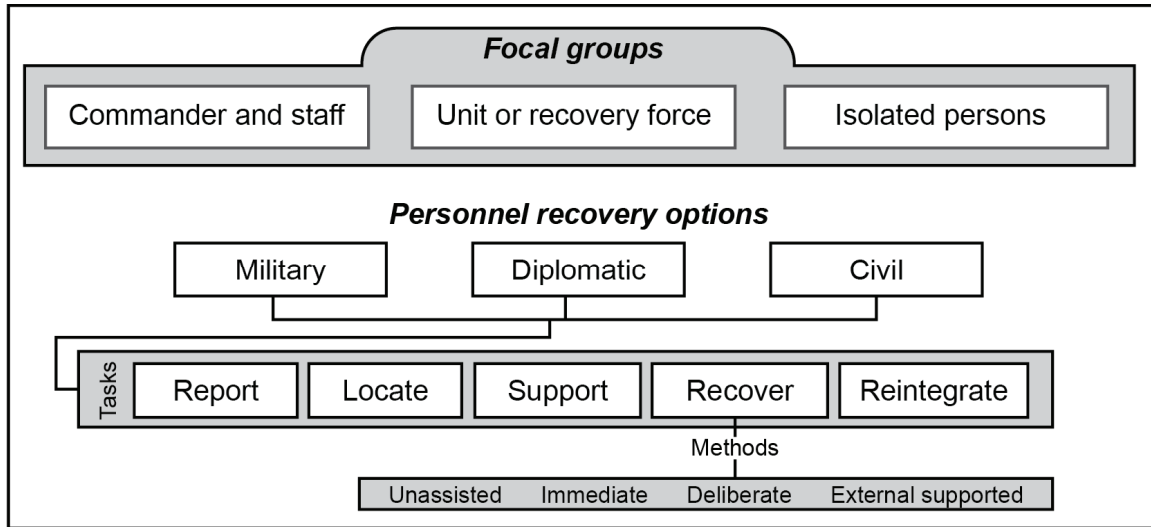 Focal groups
Commander and staff
Unit or recovery force
Isolated persons
Personnel recovery options
Military
Diplomatic
Civil
Tasks
Report
Locate
Support
Recover
Reintegrate
Methods
Unassisted Immediate Deliberate External supported